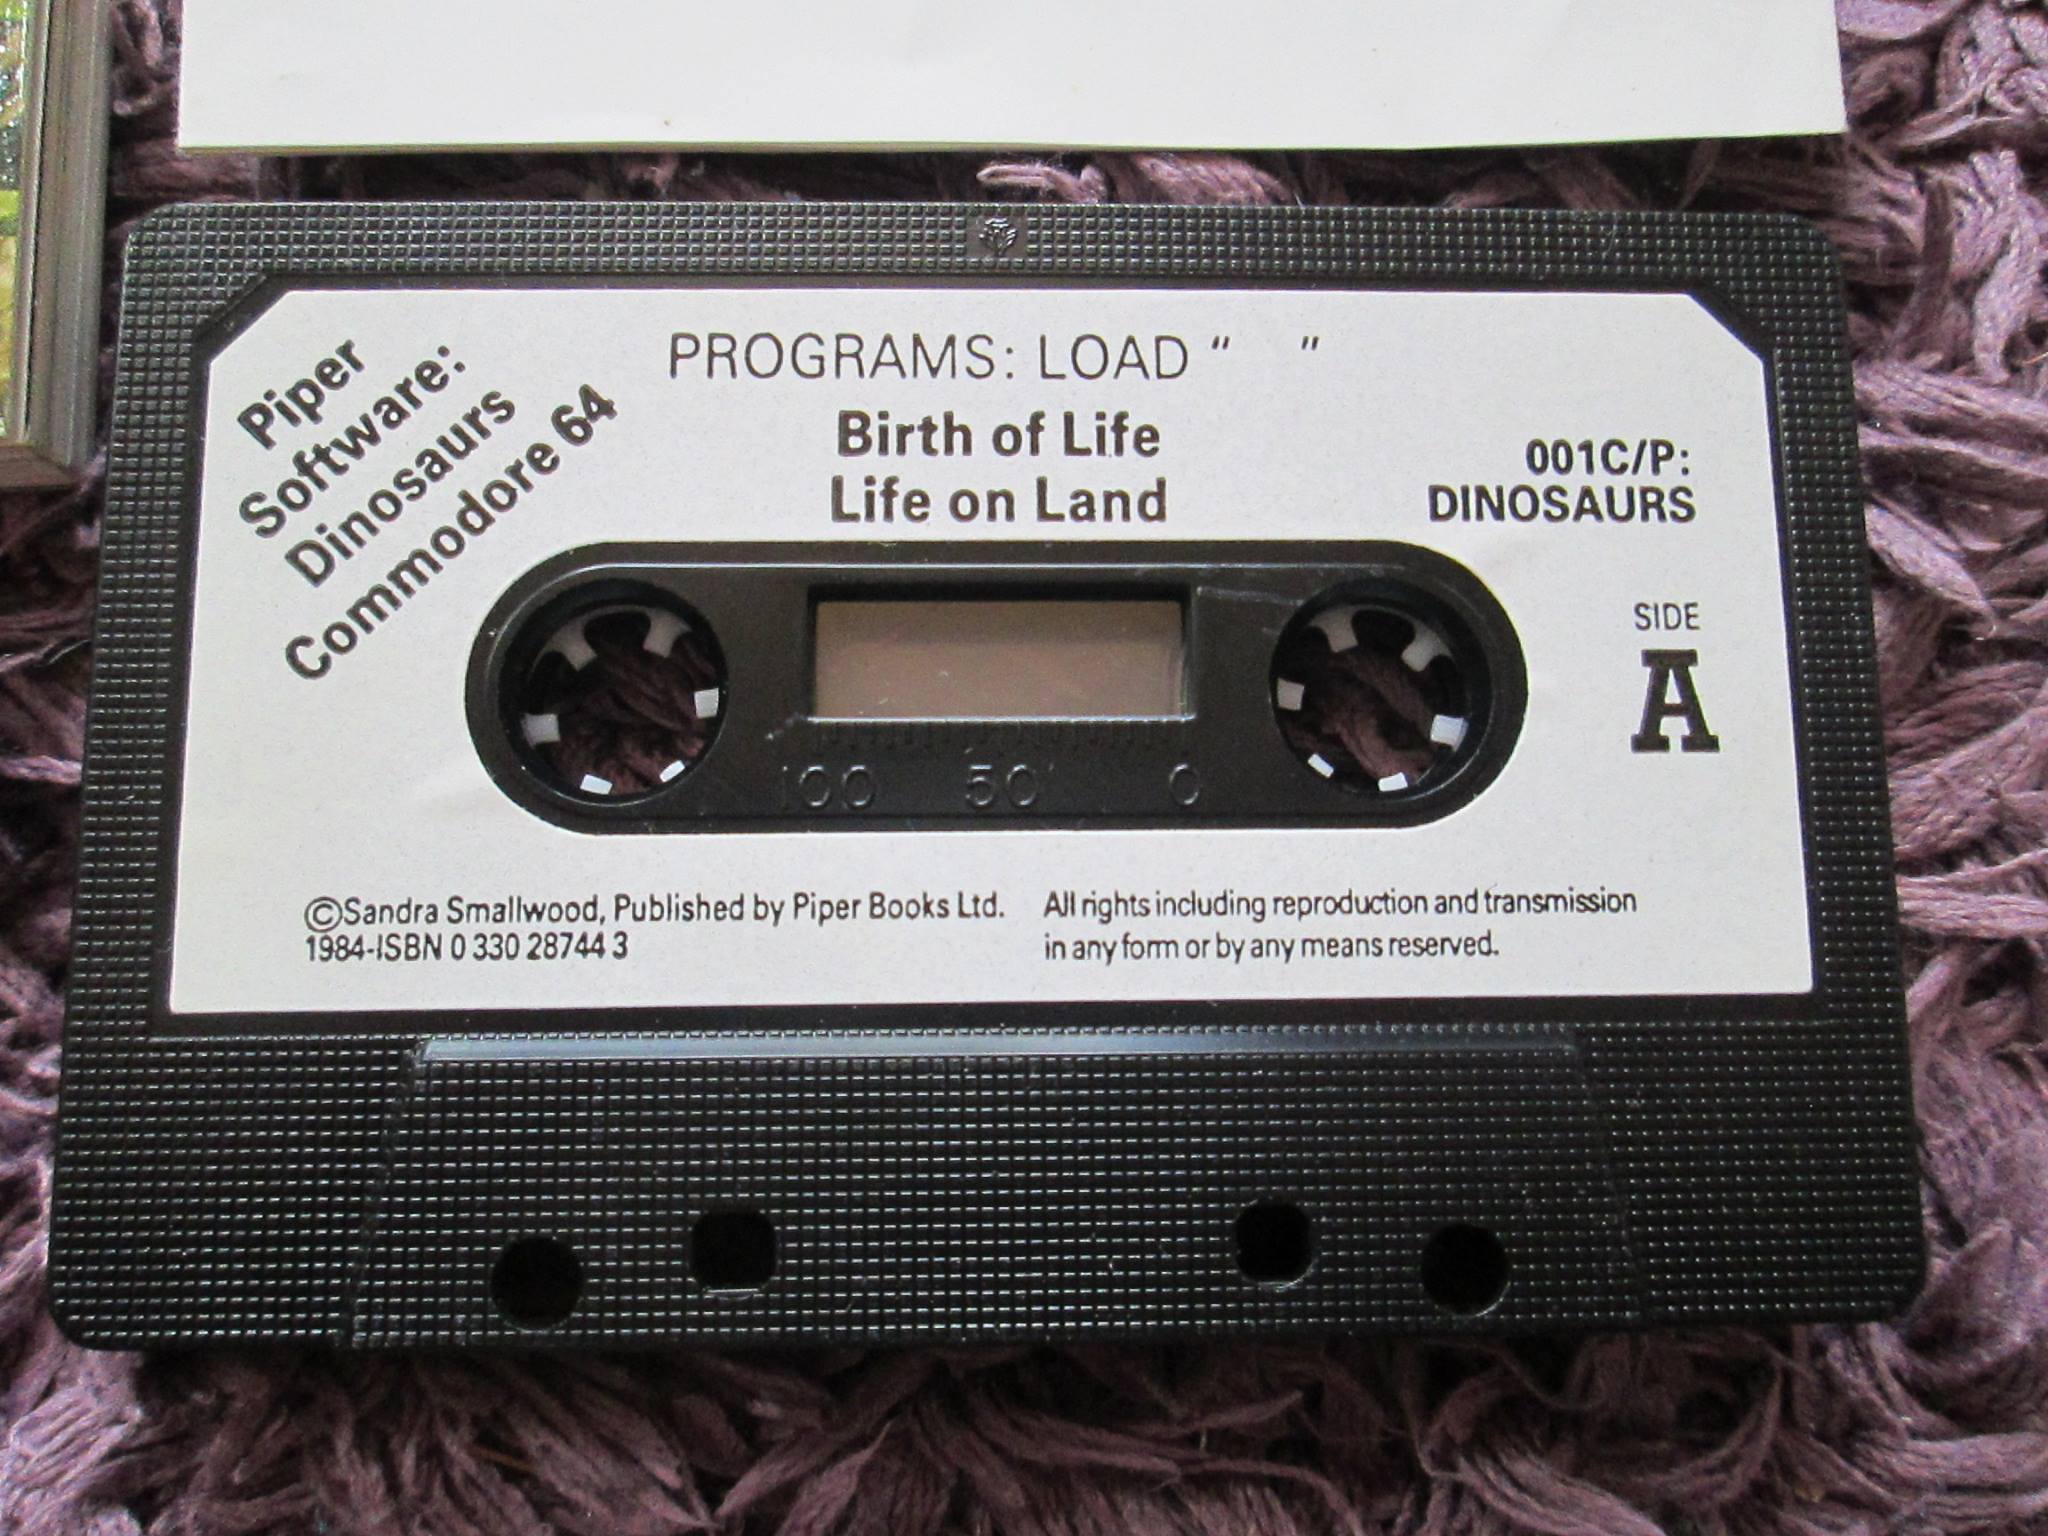 Piper
Software:
Dinosaurs
Commodore 64
PROGRAMS: LOAD “ ”
Birth of Life
Life on Land
001C/P:
DINOSAURS
SIDE
A
100 50 0
©Sandra Smallwood, Published by Piper Books Ltd.
1984-ISBN 0 330 28744 3
All rights including reproduction and transmission
in any form or by any means reserved.